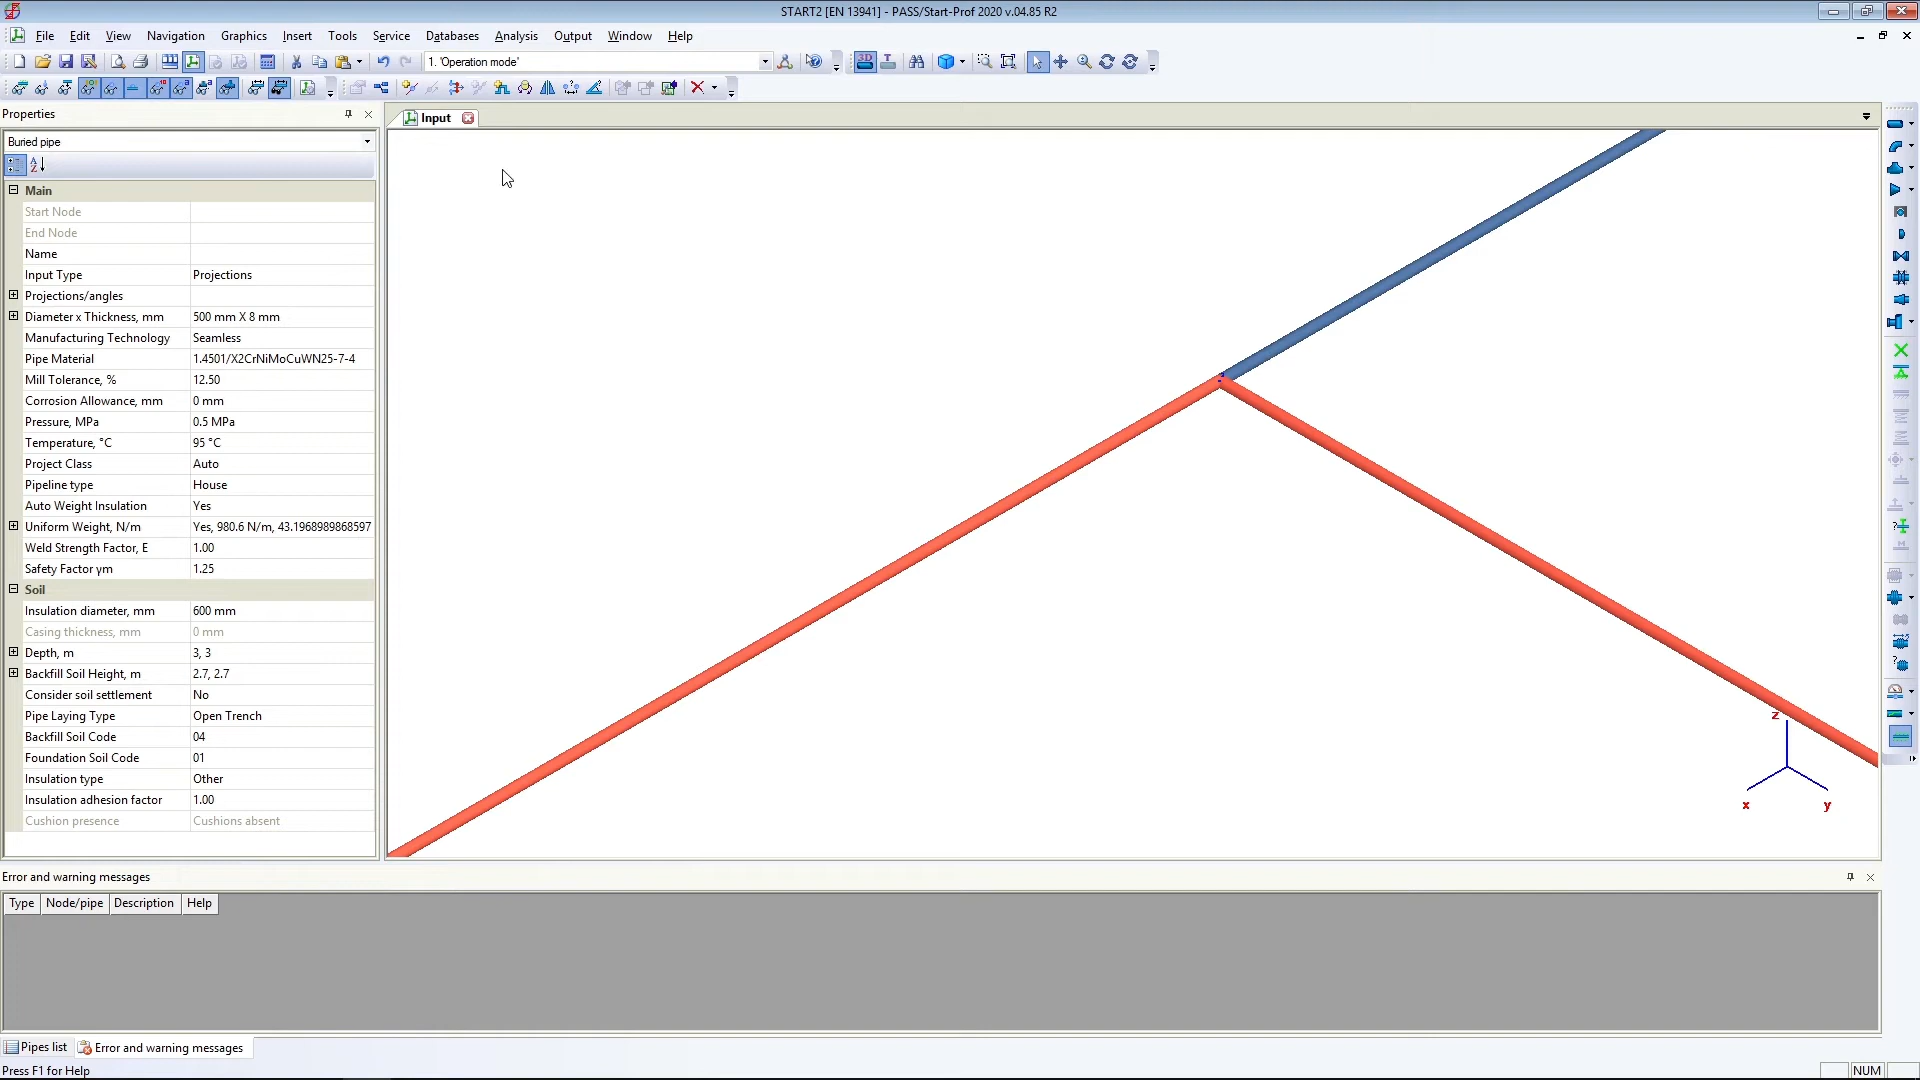 START2 [EN 13941] - PASS/Start-Prof 2020 v.04.85 R2
File Edit View Navigation Graphics Insert Tools Service Databases Analysis Output Window Help
1. 'Operation mode'
3D
Properties
Input
Buried pipe
A
Z
Main
Start Node
End Node
Name
Input Type Projections
Projections/angles
Diameter x Thickness, mm 500 mm X 8 mm
Manufacturing Technology Seamless
Pipe Material 1.4501/X2CrNiMoCuWN25-7-4
Mill Tolerance, % 12.50
Corrosion Allowance, mm 0 mm
Pressure, MPa 0.5 MPa
Temperature, °C 95 °C
Project Class Auto
Pipeline type House
Auto Weight Insulation Yes
Uniform Weight, N/m Yes, 980.6 N/m, 43.1968989868597
Weld Strength Factor, E 1.00
Safety Factor γm 1.25
Soil
Insulation diameter, mm 600 mm
Casing thickness, mm 0 mm
Depth, m 3, 3
Backfill Soil Height, m 2.7, 2.7
Consider soil settlement No
Pipe Laying Type Open Trench
Backfill Soil Code 04
Foundation Soil Code 01
Insulation type Other
Insulation adhesion factor 1.00
Cushion presence Cushions absent
z
x
y
Error and warning messages
Type Node/pipe Description Help
Pipes list Error and warning messages
Press F1 for Help
NUM